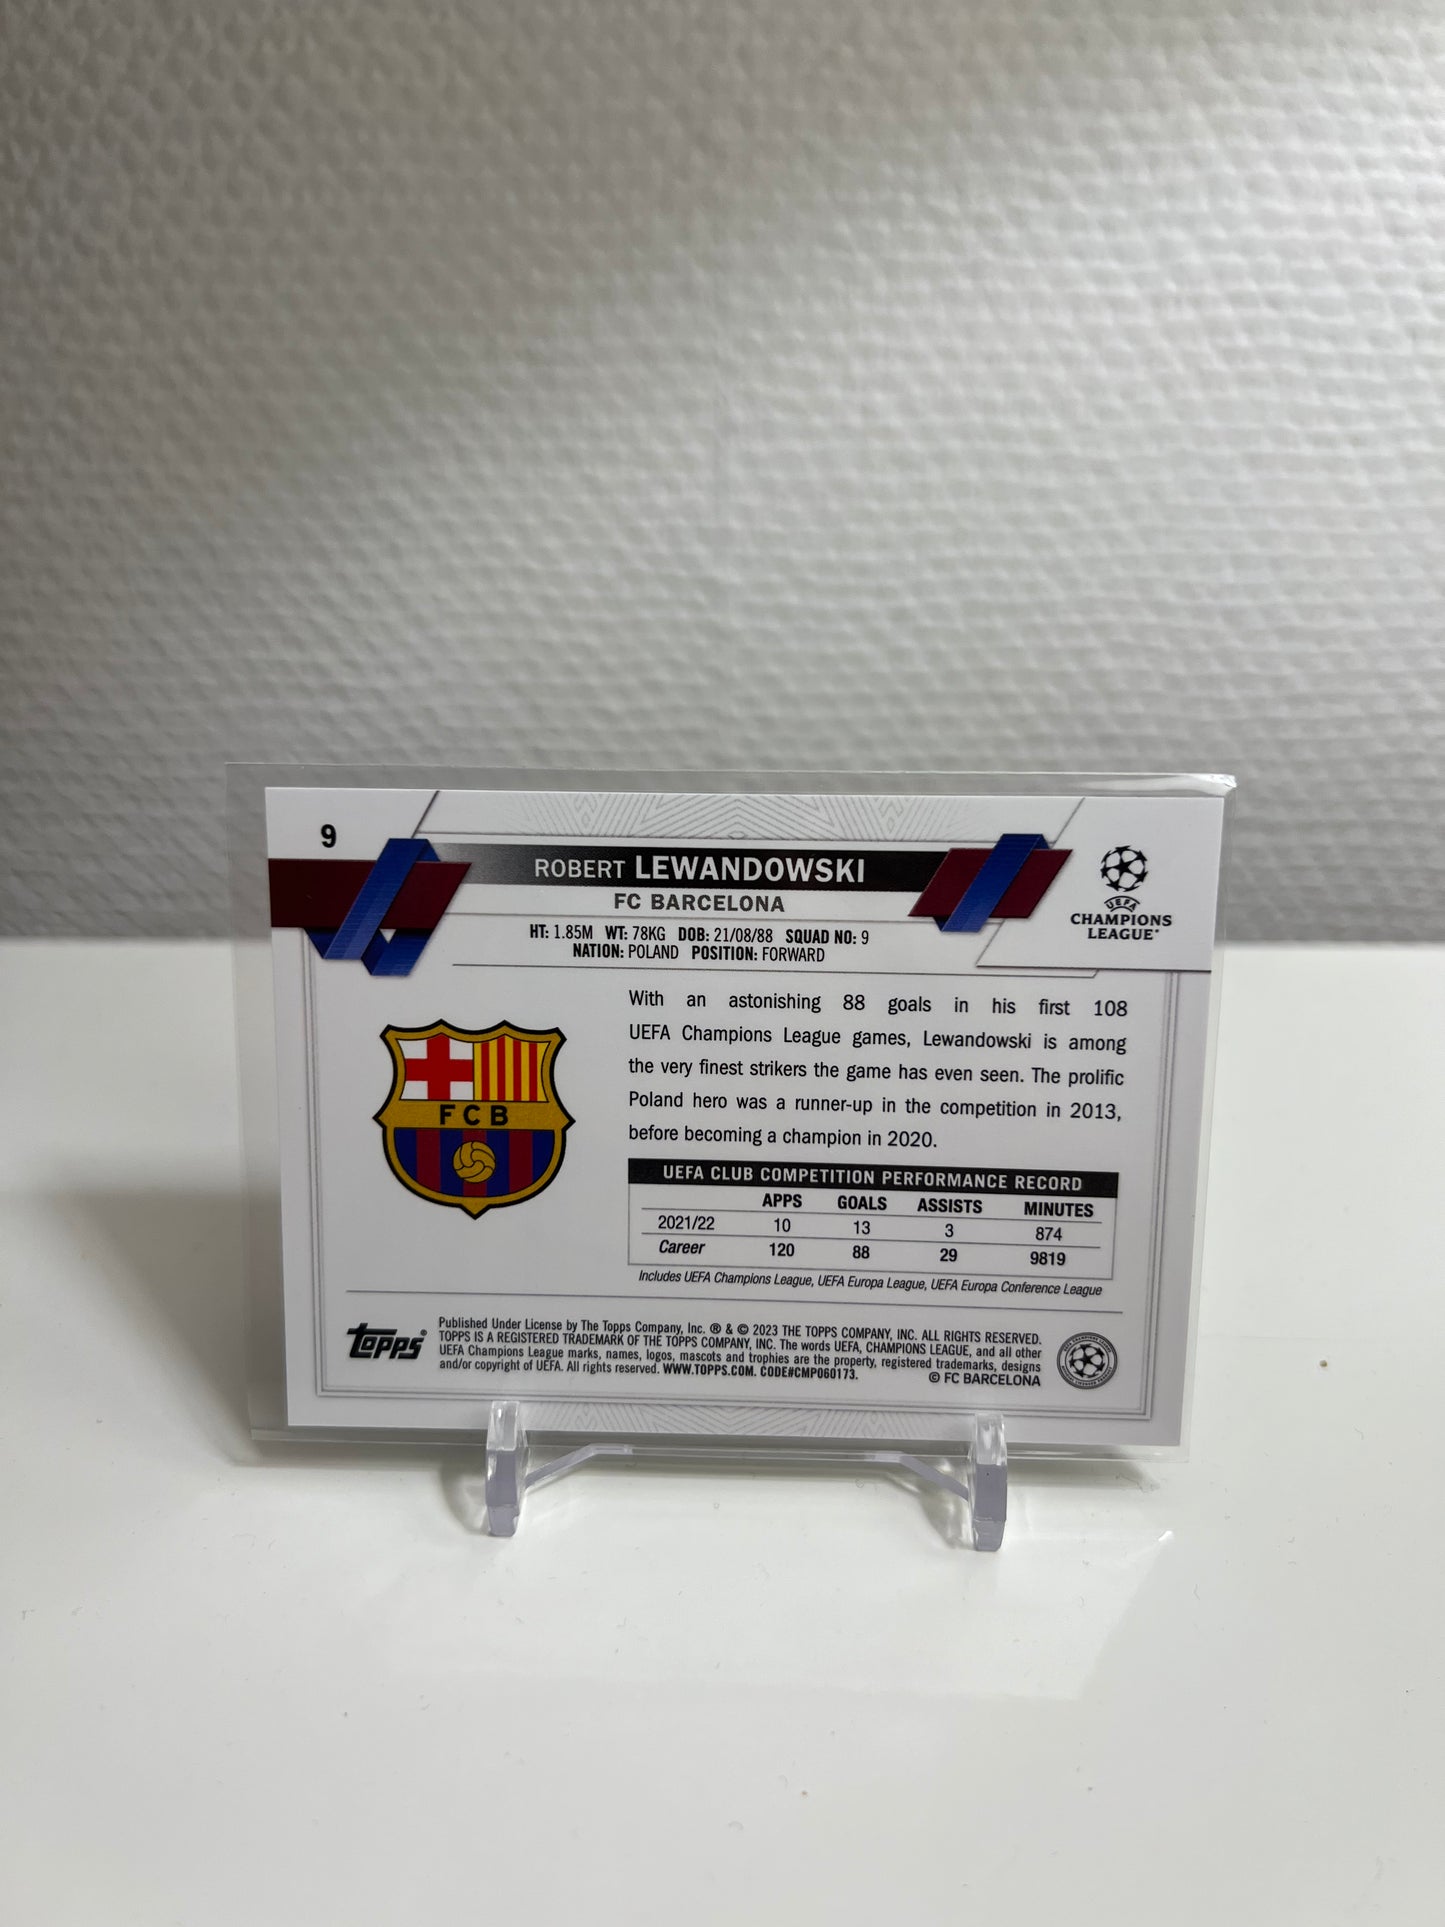 9
ROBERT LEWANDOWSKI
FC BARCELONA
HT: 1.85M WT: 78KG DOB: 21/08/88 SQUAD NO: 9
NATION: POLAND POSITION: FORWARD
UEFA
CHAMPIONS
LEAGUE
With an astonishing 88 goals in his first 108
UEFA Champions League games, Lewandowski is among
the very finest strikers the game has even seen. The prolific
Poland hero was a runner-up in the competition in 2013,
before becoming a champion in 2020.
FCB
UEFA CLUB COMPETITION PERFORMANCE RECORD
APPS GOALS ASSISTS MINUTES
2021/22 10 13 3 874
Career 120 88 29 9819
Includes UEFA Champions League, UEFA Europa League, UEFA Europa Conference League
topps®
Published Under License by The Topps Company, Inc. ® & © 2023 THE TOPPS COMPANY, INC. ALL RIGHTS RESERVED.
TOPPS IS A REGISTERED TRADEMARK OF THE TOPPS COMPANY, INC. The words UEFA, CHAMPIONS LEAGUE, and all other
UEFA Champions League marks, names, logos, mascots and trophies are the property, registered trademarks, designs
and/or copyright of UEFA. All rights reserved. WWW.TOPPS.COM. CODE#CMP060173.
© FC BARCELONA